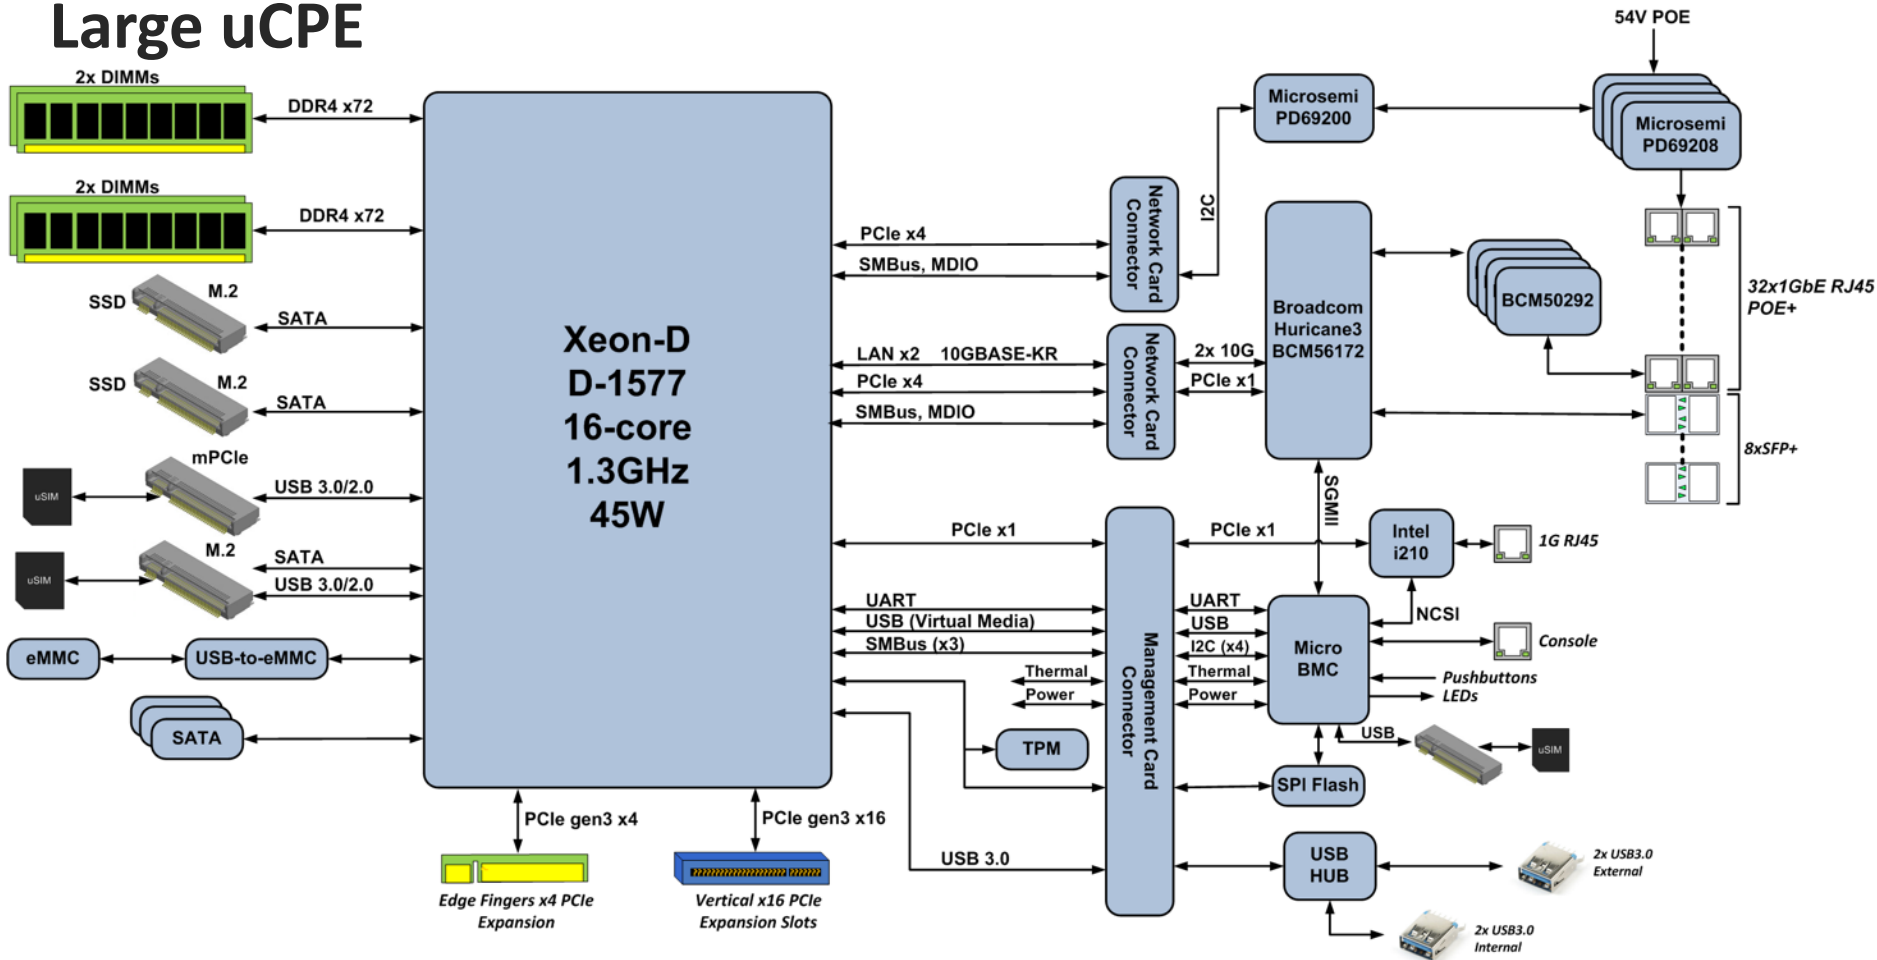 Large uCPE
54V POE
2x DIMMs
DDR4 x72
2x DIMMs
DDR4 x72
SSD
M.2
SATA
SSD
M.2
SATA
mPCIe
uSIM
USB 3.0/2.0
M.2
uSIM
SATA
USB 3.0/2.0
eMMC
USB-to-eMMC
SATA
Xeon-D
D-1577
16-core
1.3GHz
45W
PCIe gen3 x4
PCIe gen3 x16
Edge Fingers x4 PCIe
Expansion
Vertical x16 PCIe
Expansion Slots
PCIe x4
SMBus, MDIO
Network Card
Connector
I2C
Microsemi
PD69200
Microsemi
PD69208
LAN x2
10GBASE-KR
PCIe x4
SMBus, MDIO
Network Card
Connector
2x 10G
PCIe x1
Broadcom
Huricane3
BCM56172
BCM50292
32x1GbE RJ45
POE+
8xSFP+
SGMII
PCIe x1
PCIe x1
Intel
i210
1G RJ45
NCSI
UART
USB (Virtual Media)
SMBus (x3)
Thermal
Power
TPM
Management Card
Connector
UART
USB
I2C (x4)
Thermal
Power
Micro
BMC
Console
Pushbuttons
LEDs
USB
uSIM
SPI Flash
USB 3.0
USB
HUB
2x USB3.0
External
2x USB3.0
Internal